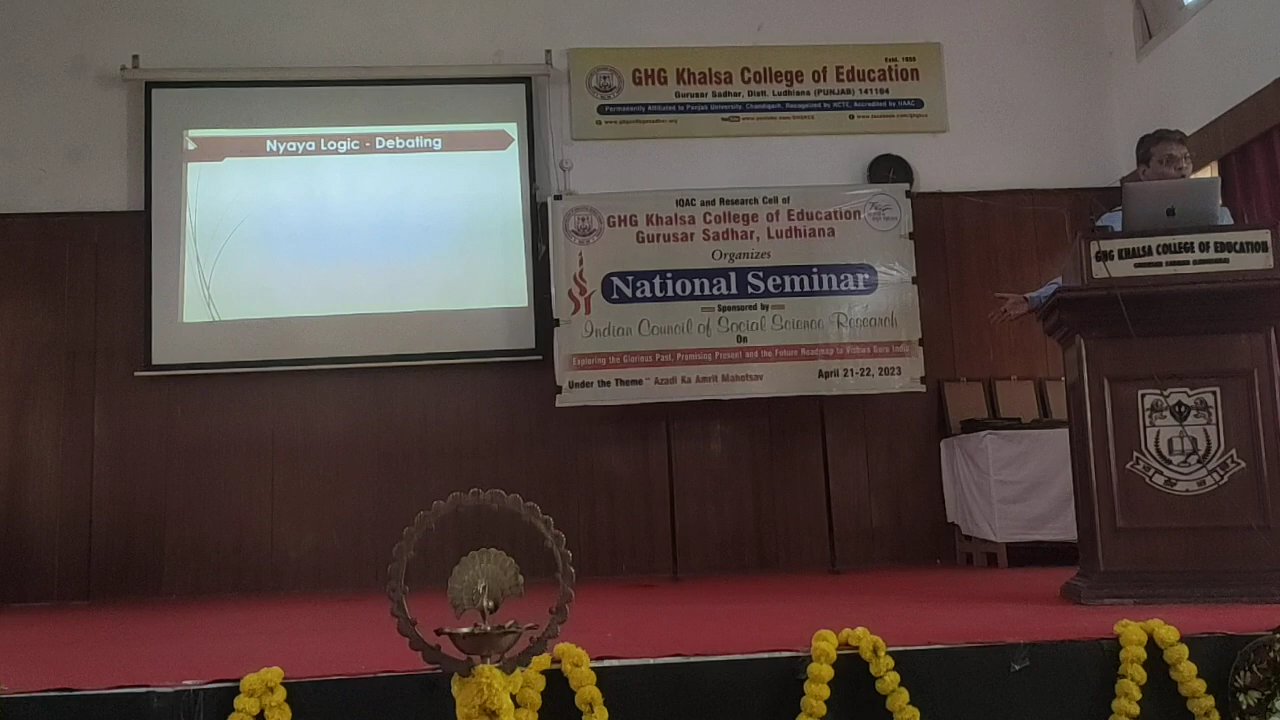 Nyaya Logic - Debating
Estd. 1955
GHG Khalsa College of Education
Gurusar Sadhar, Distt. Ludhiana (PUNJAB) 141104
Permanently Affiliated to Panjab University, Chandigarh, Recognized by NCTE, Accredited by NAAC
IQAC and Research Cell of
GHG Khalsa College of Education
Gurusar Sadhar, Ludhiana
Organizes
National Seminar
Sponsored by
Indian Council of Social Science Research
On
Exploring the Glorious Past, Promising Present and the Future Roadmap to Vishwa Guru India
Under the Theme " Azadi Ka Amrit Mahotsav
April 21-22, 2023
GHG KHALSA COLLEGE OF EDUCATION